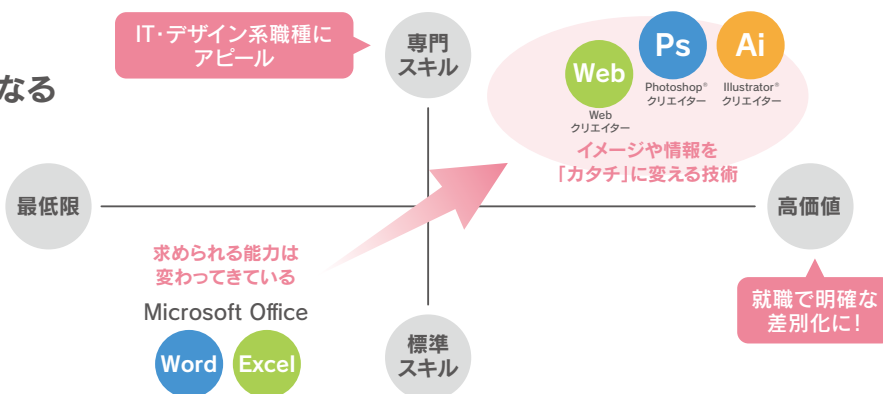 IT・デザイン系職種に
アピール
専門
スキル
Web
Ps
Ai
Web
クリエイター
Photoshop®
クリエイター
Illustrator®
クリエイター
なる
イメージや情報を
「カタチ」に変える技術
最低限
高価値
求められる能力は
変わってきている
Microsoft Office
Word
Excel
標準
スキル
就職で明確な
差別化に!